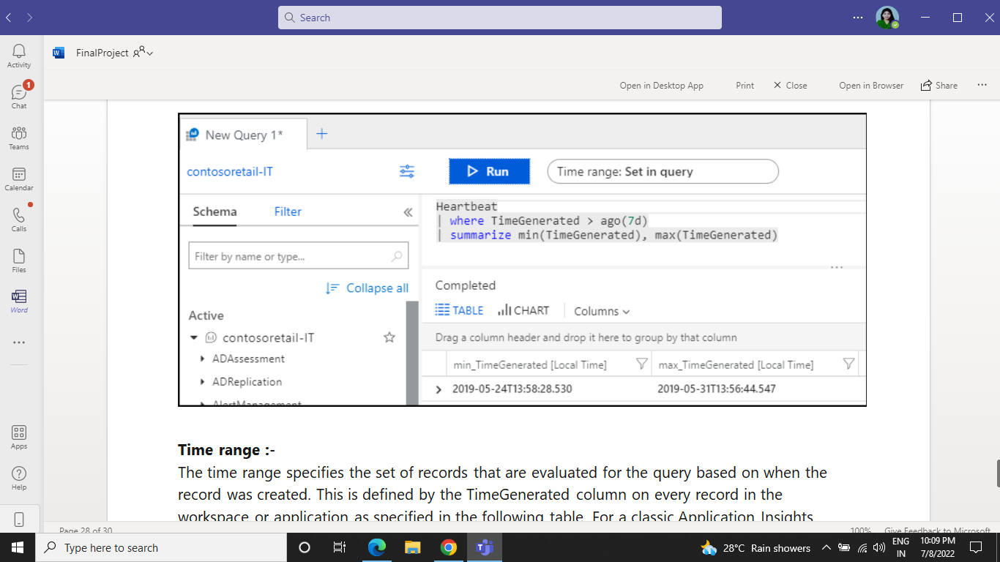 Search
Activity
Chat
1
Teams
Calendar
Calls
Files
Word
Apps
Help
W
FinalProject
Open in Desktop App
Print
Close
Open in Browser
Share
New Query 1*
contosoretail-IT
Run
Time range: Set in query
Schema
Filter
Filter by name or type...
Collapse all
Active
contosoretail-IT
ADAssessment
ADReplication
AlertManagement
Heartbeat
| where TimeGenerated > ago(7d)
| summarize min(TimeGenerated), max(TimeGenerated)
Completed
TABLE
CHART
Columns
Drag a column header and drop it here to group by that column
min_TimeGenerated [Local Time]
max_TimeGenerated [Local Time]
2019-05-24T13:58:28.530
2019-05-31T13:56:44.547
Time range :-
The time range specifies the set of records that are evaluated for the query based on when the
record was created. This is defined by the TimeGenerated column on every record in the
workspace or application as specified in the following table. For a classic Application Insights
Page 28 of 30
100%
Give Feedback to Microsoft
Type here to search
28°C Rain showers
ENG
IN
10:09 PM
7/8/2022